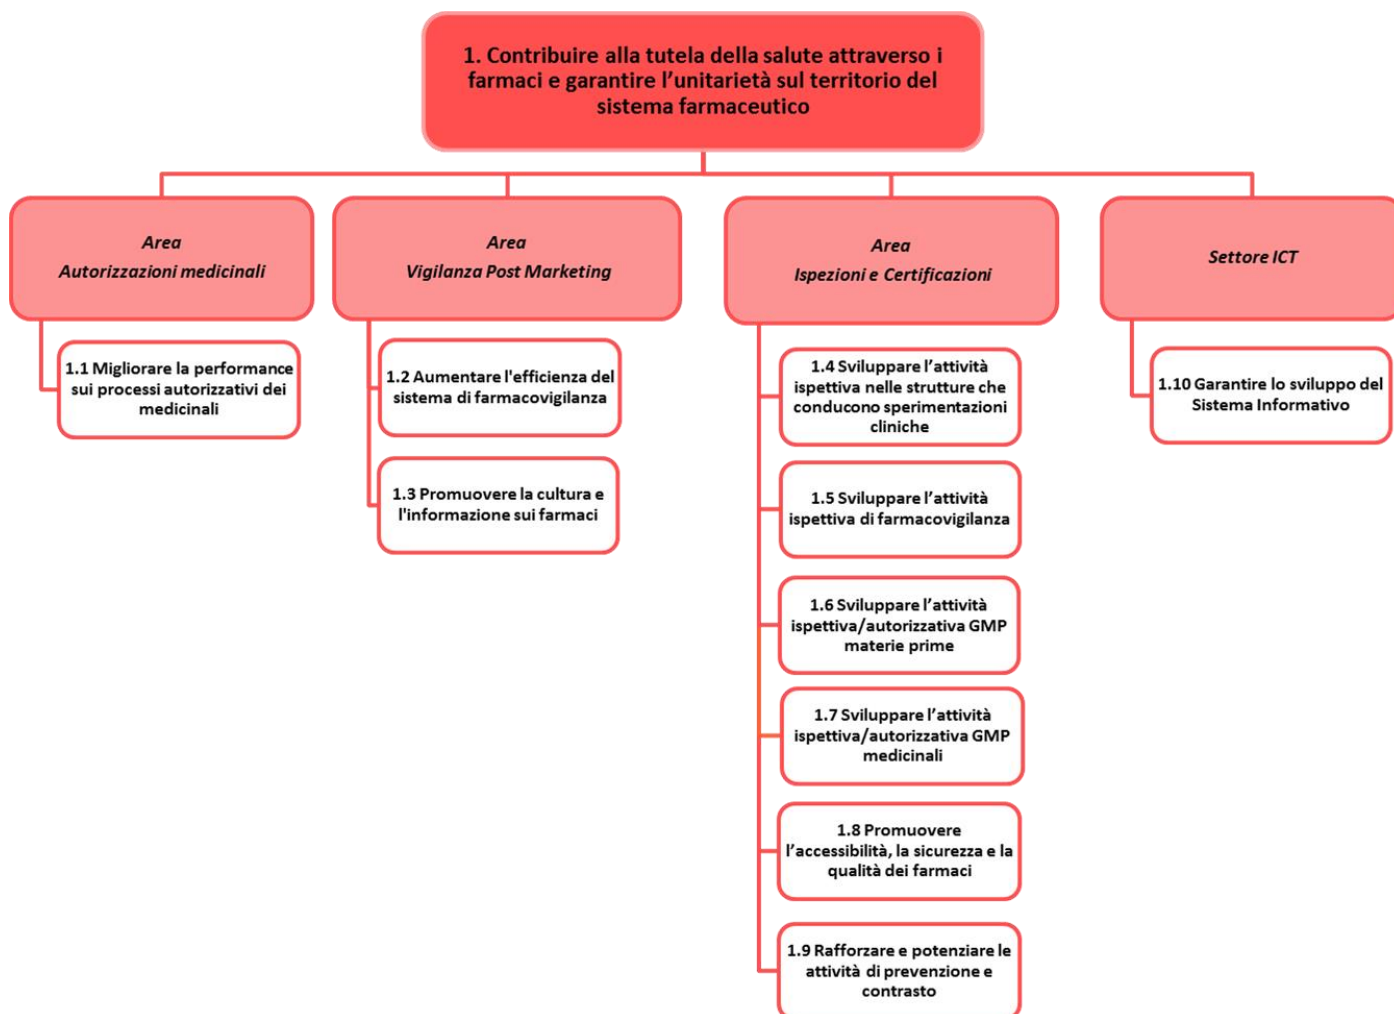 1. Contribuire alla tutela della salute attraverso i
farmaci e garantire l’unitarietà sul territorio del
sistema farmaceutico
Area
Autorizzazioni medicinali
1.1 Migliorare la performance
sui processi autorizzativi dei
medicinali
Area
Vigilanza Post Marketing
1.2 Aumentare l'efficienza del
sistema di farmacovigilanza
1.3 Promuovere la cultura e
l'informazione sui farmaci
Area
Ispezioni e Certificazioni
1.4 Sviluppare l’attività
ispettiva nelle strutture che
conducono sperimentazioni
cliniche
1.5 Sviluppare l’attività
ispettiva di farmacovigilanza
1.6 Sviluppare l’attività
ispettiva/autorizzativa GMP
materie prime
1.7 Sviluppare l’attività
ispettiva/autorizzativa GMP
medicinali
1.8 Promuovere
l’accessibilità, la sicurezza e la
qualità dei farmaci
1.9 Rafforzare e potenziare le
attività di prevenzione e
contrasto
Settore ICT
1.10 Garantire lo sviluppo del
Sistema Informativo